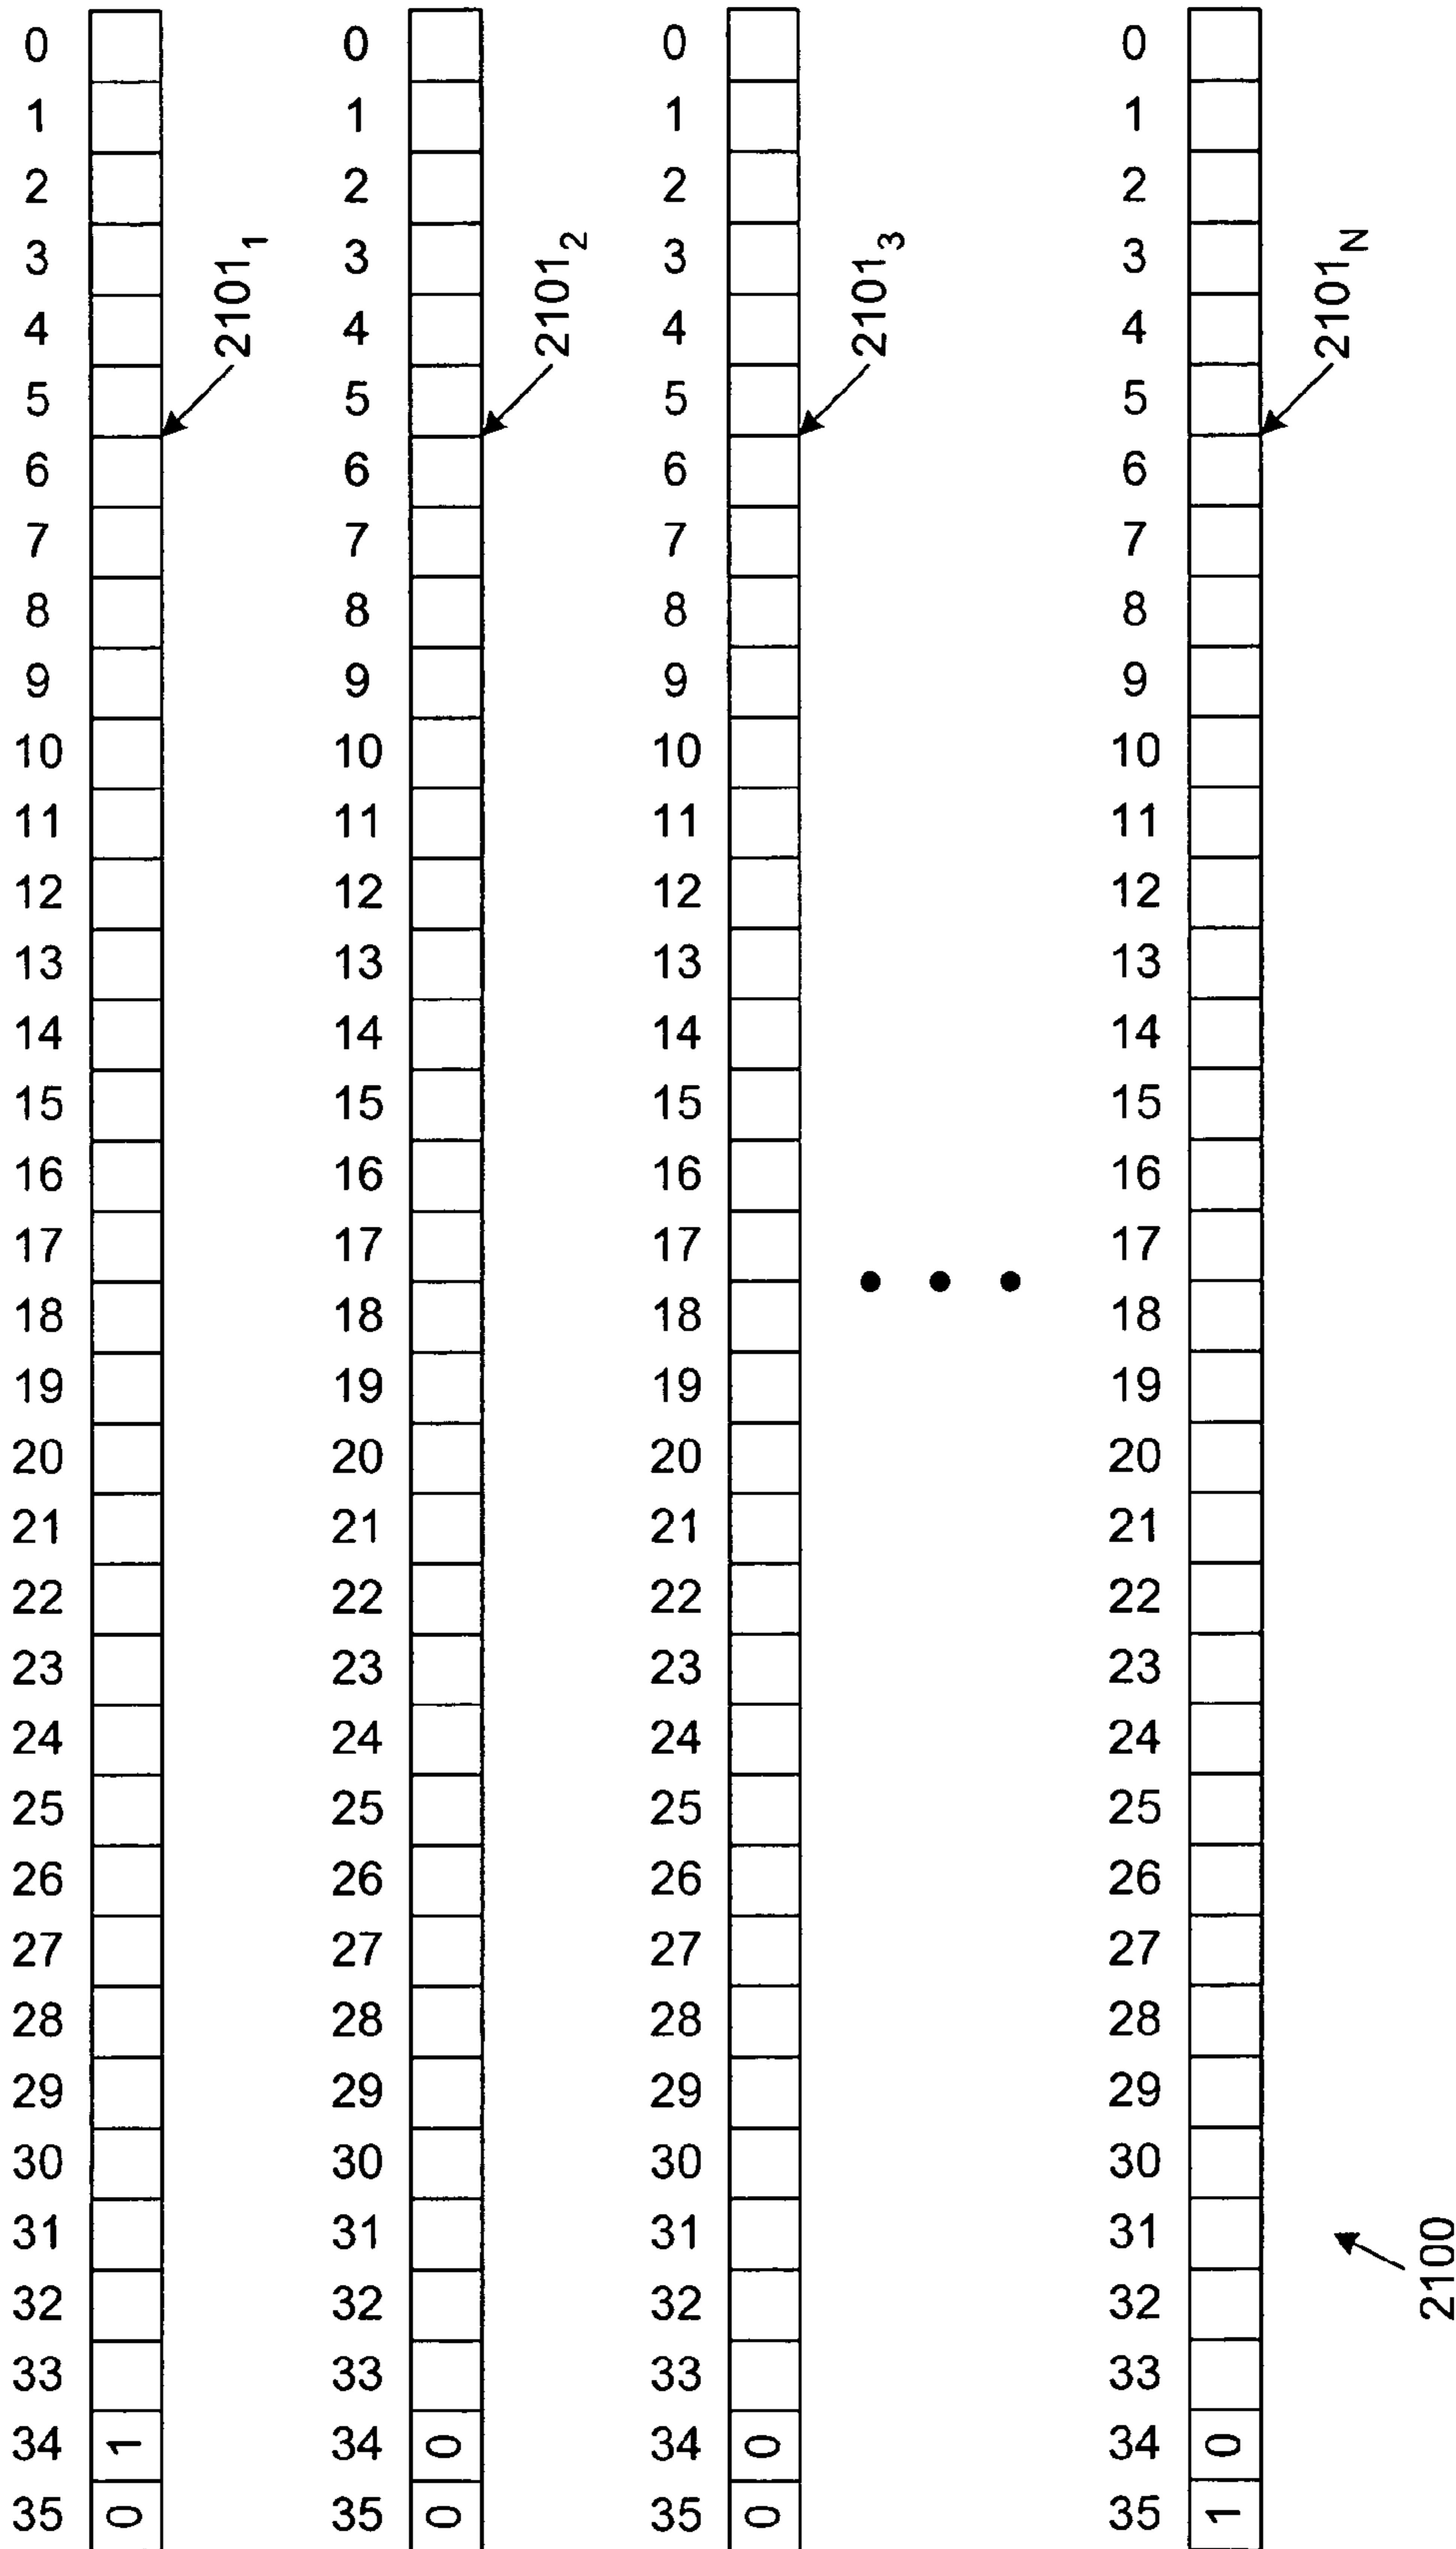 0 0 0 0
1 1 1 1
2 2 2 2
3 3 3 3
2101₁ 2101₂ 2101₃ 2101N
4 4 4 4
5 5 5 5
6 6 6 6
7 7 7 7
8 8 8 8
9 9 9 9
10 10 10 10
11 11 11 11
12 12 12 12
13 13 13 13
14 14 14 14
15 15 15 15
16 16 16 16
17 17 17 17
18 18 18 18
19 19 19 19
20 20 20 20
21 21 21 21
22 22 22 22
23 23 23 23
24 24 24 24
25 25 25 25
26 26 26 26
27 27 27 27
28 28 28 28
29 29 29 29
30 30 30 30
31 31 31 31
2100
32 32 32 32
33 33 33 33
34 1 34 0 34 0 34 0
35 0 35 0 35 0 35 1